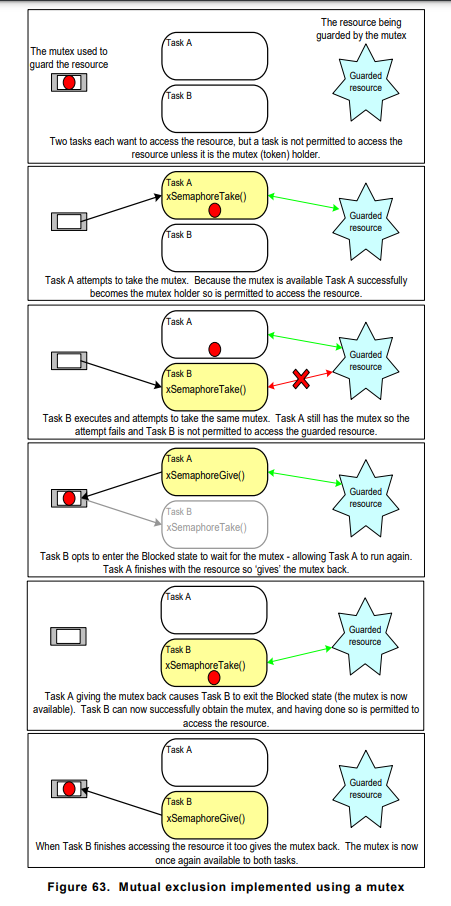 The mutex used to
guard the resource
Task A
Task B
The resource being
guarded by the mutex
Guarded
resource
Two tasks each want to access the resource, but a task is not permitted to access the
resource unless it is the mutex (token) holder.
Task A
xSemaphoreTake()
Task B
Guarded
resource
Task A attempts to take the mutex. Because the mutex is available Task A successfully
becomes the mutex holder so is permitted to access the resource.
Task A
Task B
xSemaphoreTake()
Guarded
resource
Task B executes and attempts to take the same mutex. Task A still has the mutex so the
attempt fails and Task B is not permitted to access the guarded resource.
Task A
xSemaphoreGive()
Task B
xSemaphoreTake()
Guarded
resource
Task B opts to enter the Blocked state to wait for the mutex - allowing Task A to run again.
Task A finishes with the resource so 'gives' the mutex back.
Task A
Task B
xSemaphoreTake()
Guarded
resource
Task A giving the mutex back causes Task B to exit the Blocked state (the mutex is now
available). Task B can now successfully obtain the mutex, and having done so is permitted to
access the resource.
Task A
Task B
xSemaphoreGive()
Guarded
resource
When Task B finishes accessing the resource it too gives the mutex back. The mutex is now
once again available to both tasks.
Figure 63. Mutual exclusion implemented using a mutex